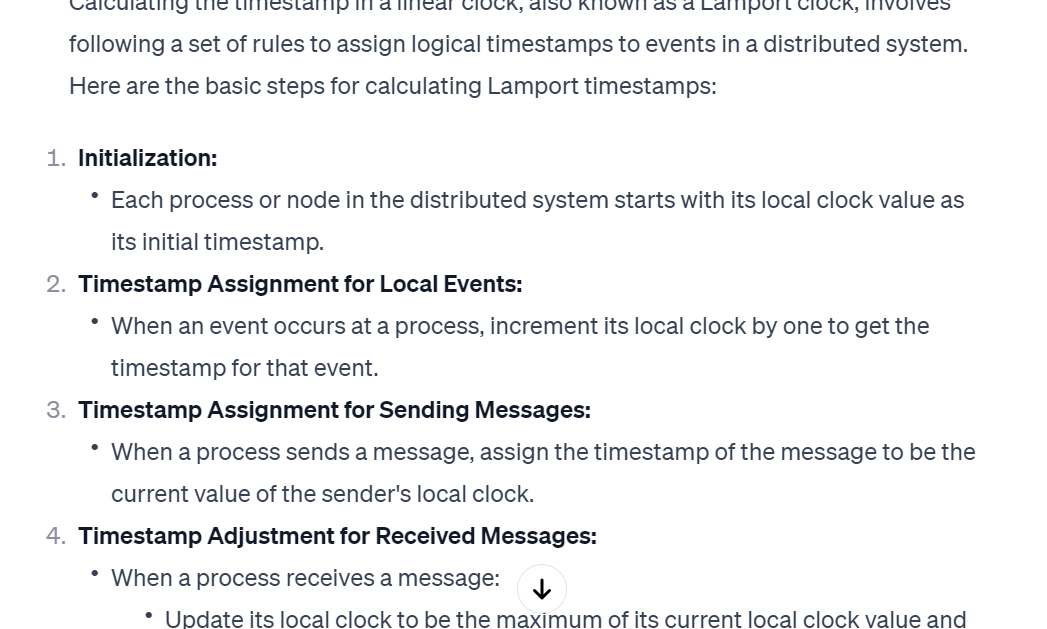 Calculating the timestamp in a linear clock, also known as a Lamport clock, involves
following a set of rules to assign logical timestamps to events in a distributed system.
Here are the basic steps for calculating Lamport timestamps:
1. Initialization:
• Each process or node in the distributed system starts with its local clock value as
its initial timestamp.
2. Timestamp Assignment for Local Events:
• When an event occurs at a process, increment its local clock by one to get the
timestamp for that event.
3. Timestamp Assignment for Sending Messages:
• When a process sends a message, assign the timestamp of the message to be the
current value of the sender's local clock.
4. Timestamp Adjustment for Received Messages:
• When a process receives a message:
• Update its local clock to be the maximum of its current local clock value and